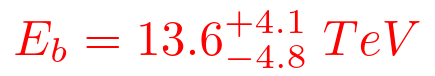 $E_b = 13.6^{+4.1}_{-4.8}\ TeV$